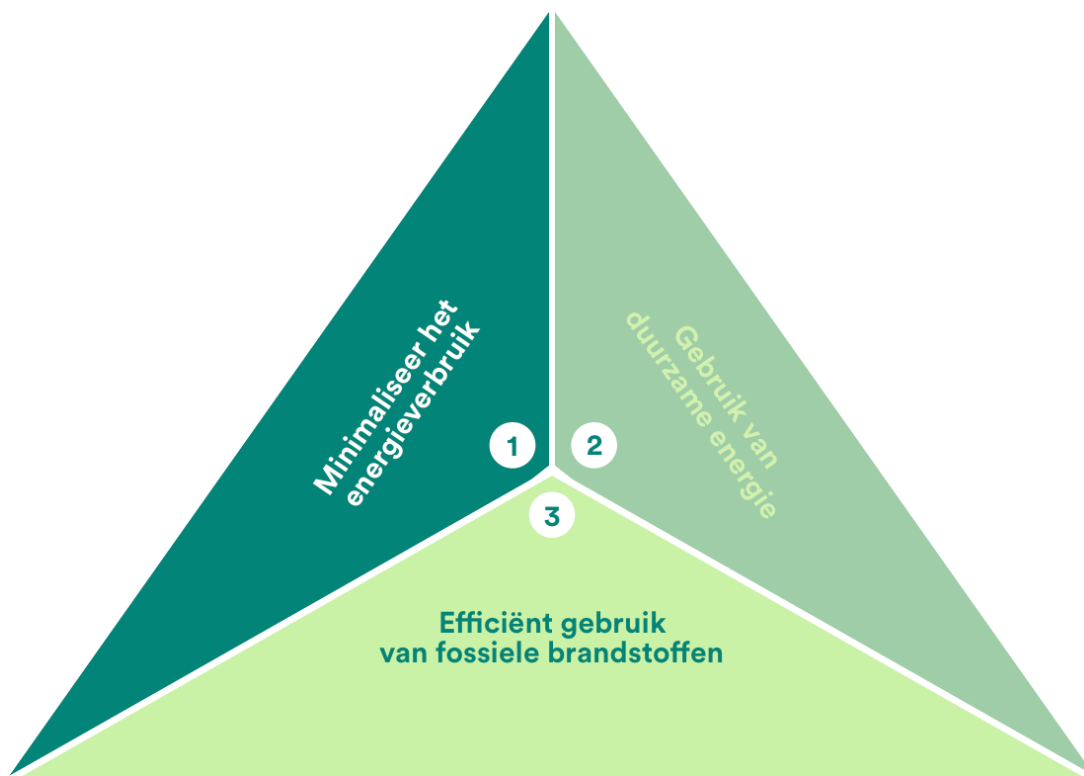 Minimaliseer het
energieverbruik
1
Gebruik van
duurzame energie
2
3
Efficiënt gebruik
van fossiele brandstoffen